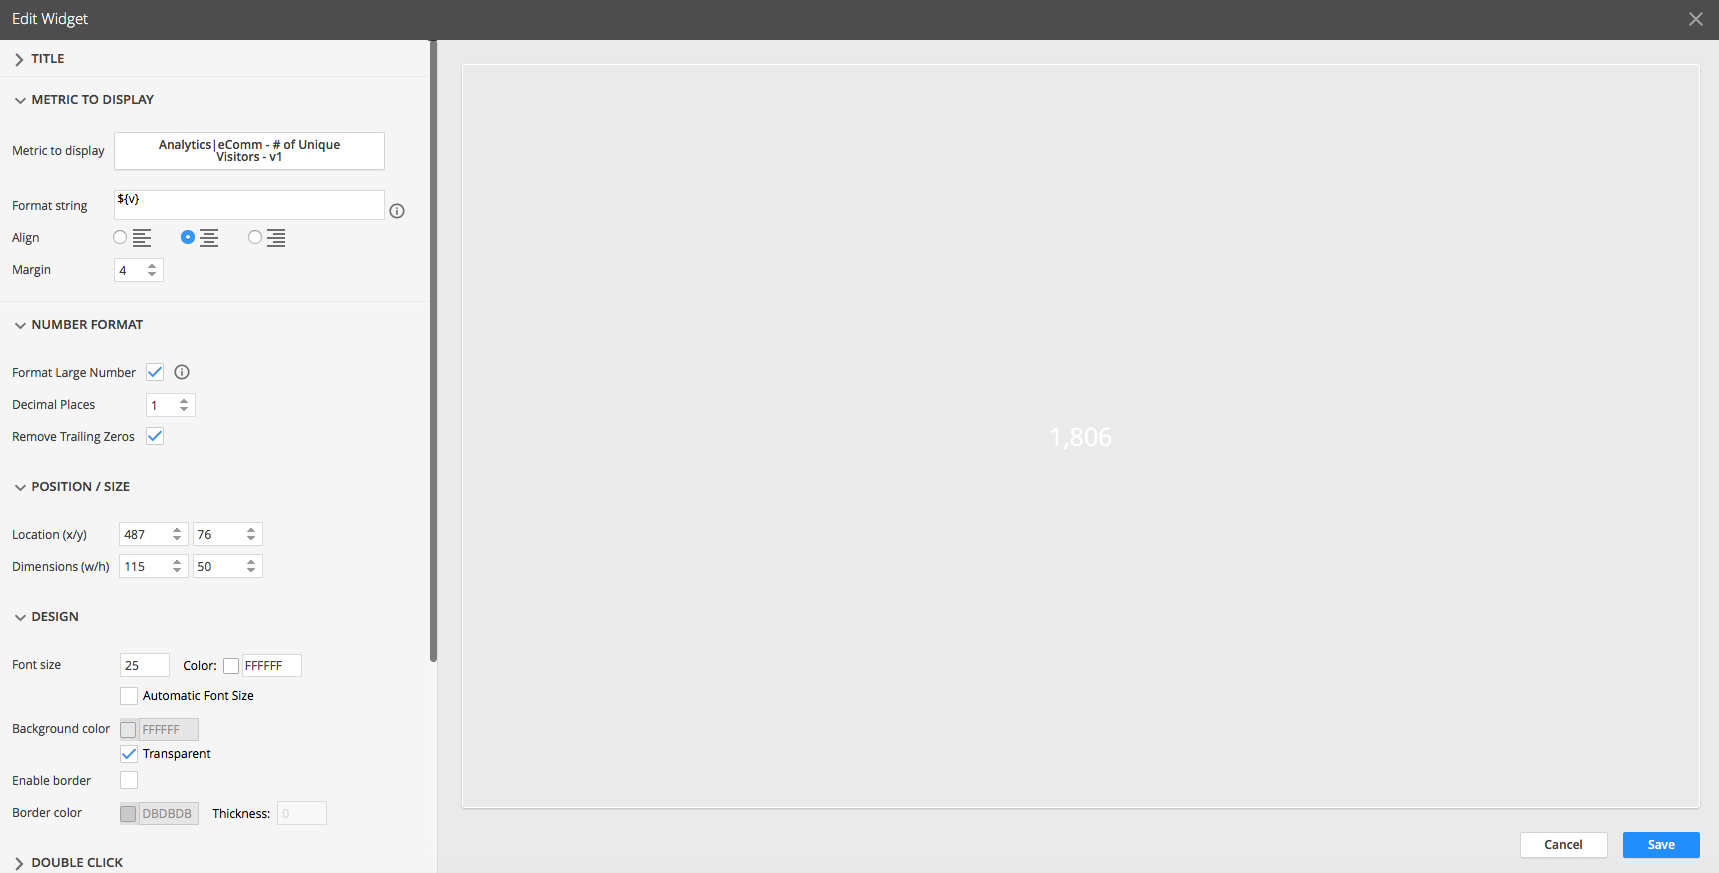 Edit Widget
TITLE
METRIC TO DISPLAY
Metric to display
Analytics|eComm - # of Unique
Visitors - v1
Format string
${v}
Align
Margin
4
NUMBER FORMAT
Format Large Number
Decimal Places
1
Remove Trailing Zeros
POSITION / SIZE
Location (x/y)
487
76
Dimensions (w/h)
115
50
DESIGN
Font size
25
Color:
FFFFFF
Automatic Font Size
Background color
FFFFFF
Transparent
Enable border
Border color
DBDBDB
Thickness:
0
DOUBLE CLICK
1,806
Cancel
Save